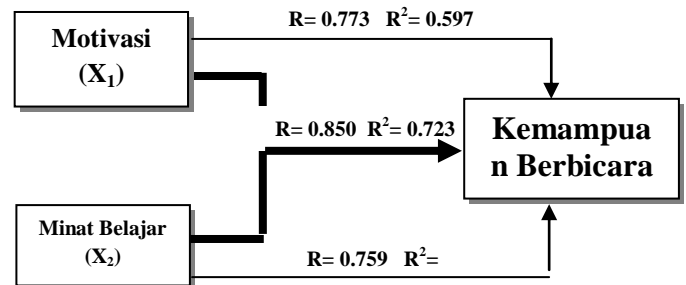 R= 0.773 R²= 0.597
Motivasi
(X₁)
R= 0.850 R²= 0.723
Kemampua
n Berbicara
Minat Belajar
(X₂)
R= 0.759 R²=